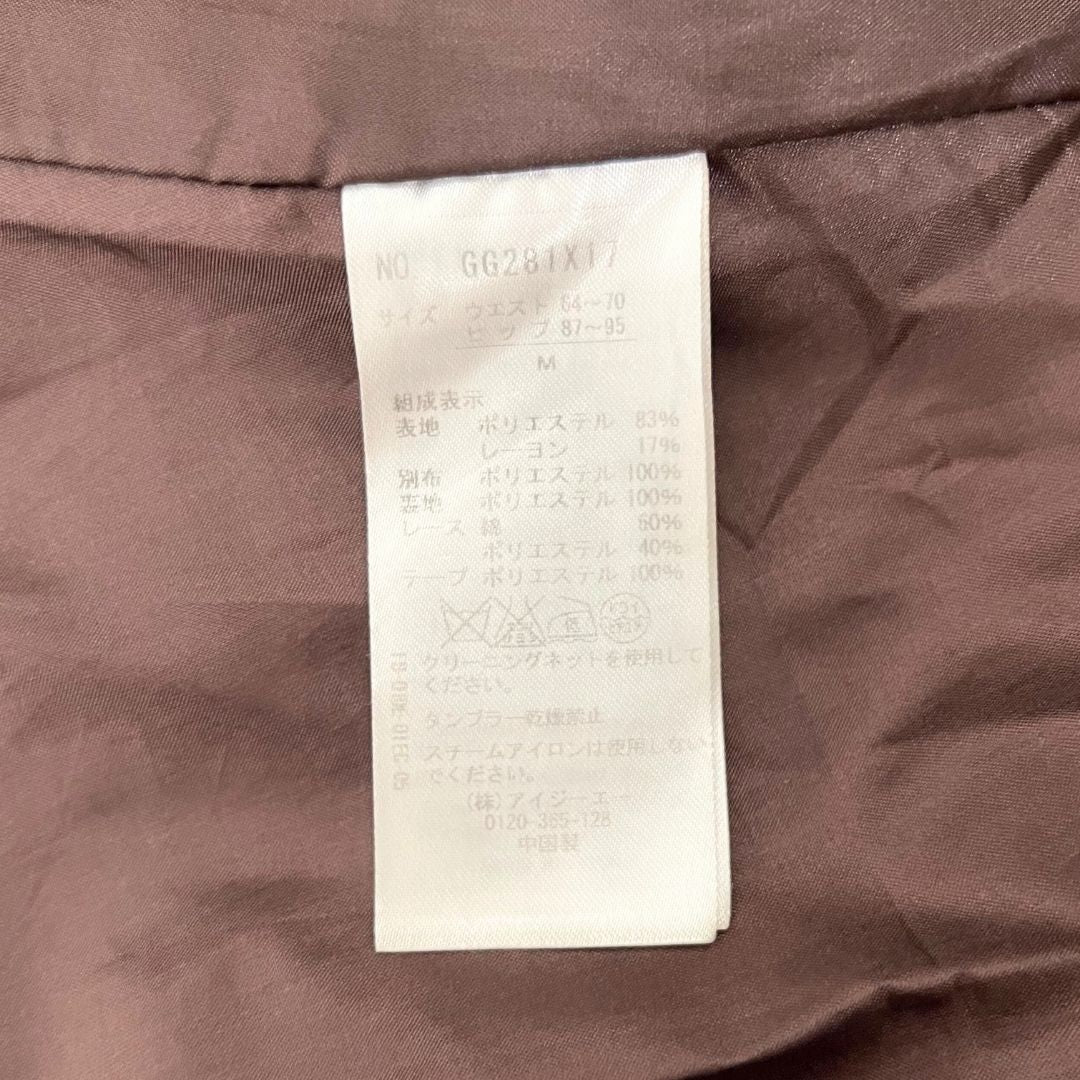 NO GG281X17
サイズ ウエスト 64~70
ヒップ 87~95
M
組成表示
表地 ポリエステル 83%
レーヨン 17%
別布 ポリエステル 100%
表地 ポリエステル 100%
レース 綿 60%
ポリエステル 40%
テープ ポリエステル 100%
クリーニングネットを使用して
ください。
タンブラー乾燥禁止
スチームアイロンは使用しない
でください。
(株)アイジーエー
0120-365-128
中国製